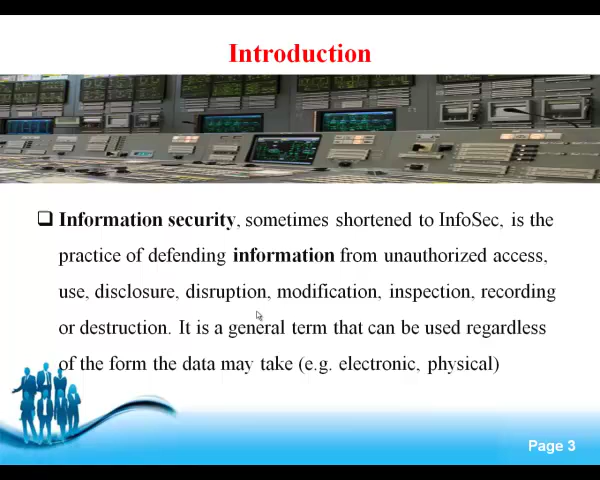 Introduction
Information security, sometimes shortened to InfoSec, is the
practice of defending information from unauthorized access,
use, disclosure, disruption, modification, inspection, recording
or destruction. It is a general term that can be used regardless
of the form the data may take (e.g. electronic, physical)
Page 3